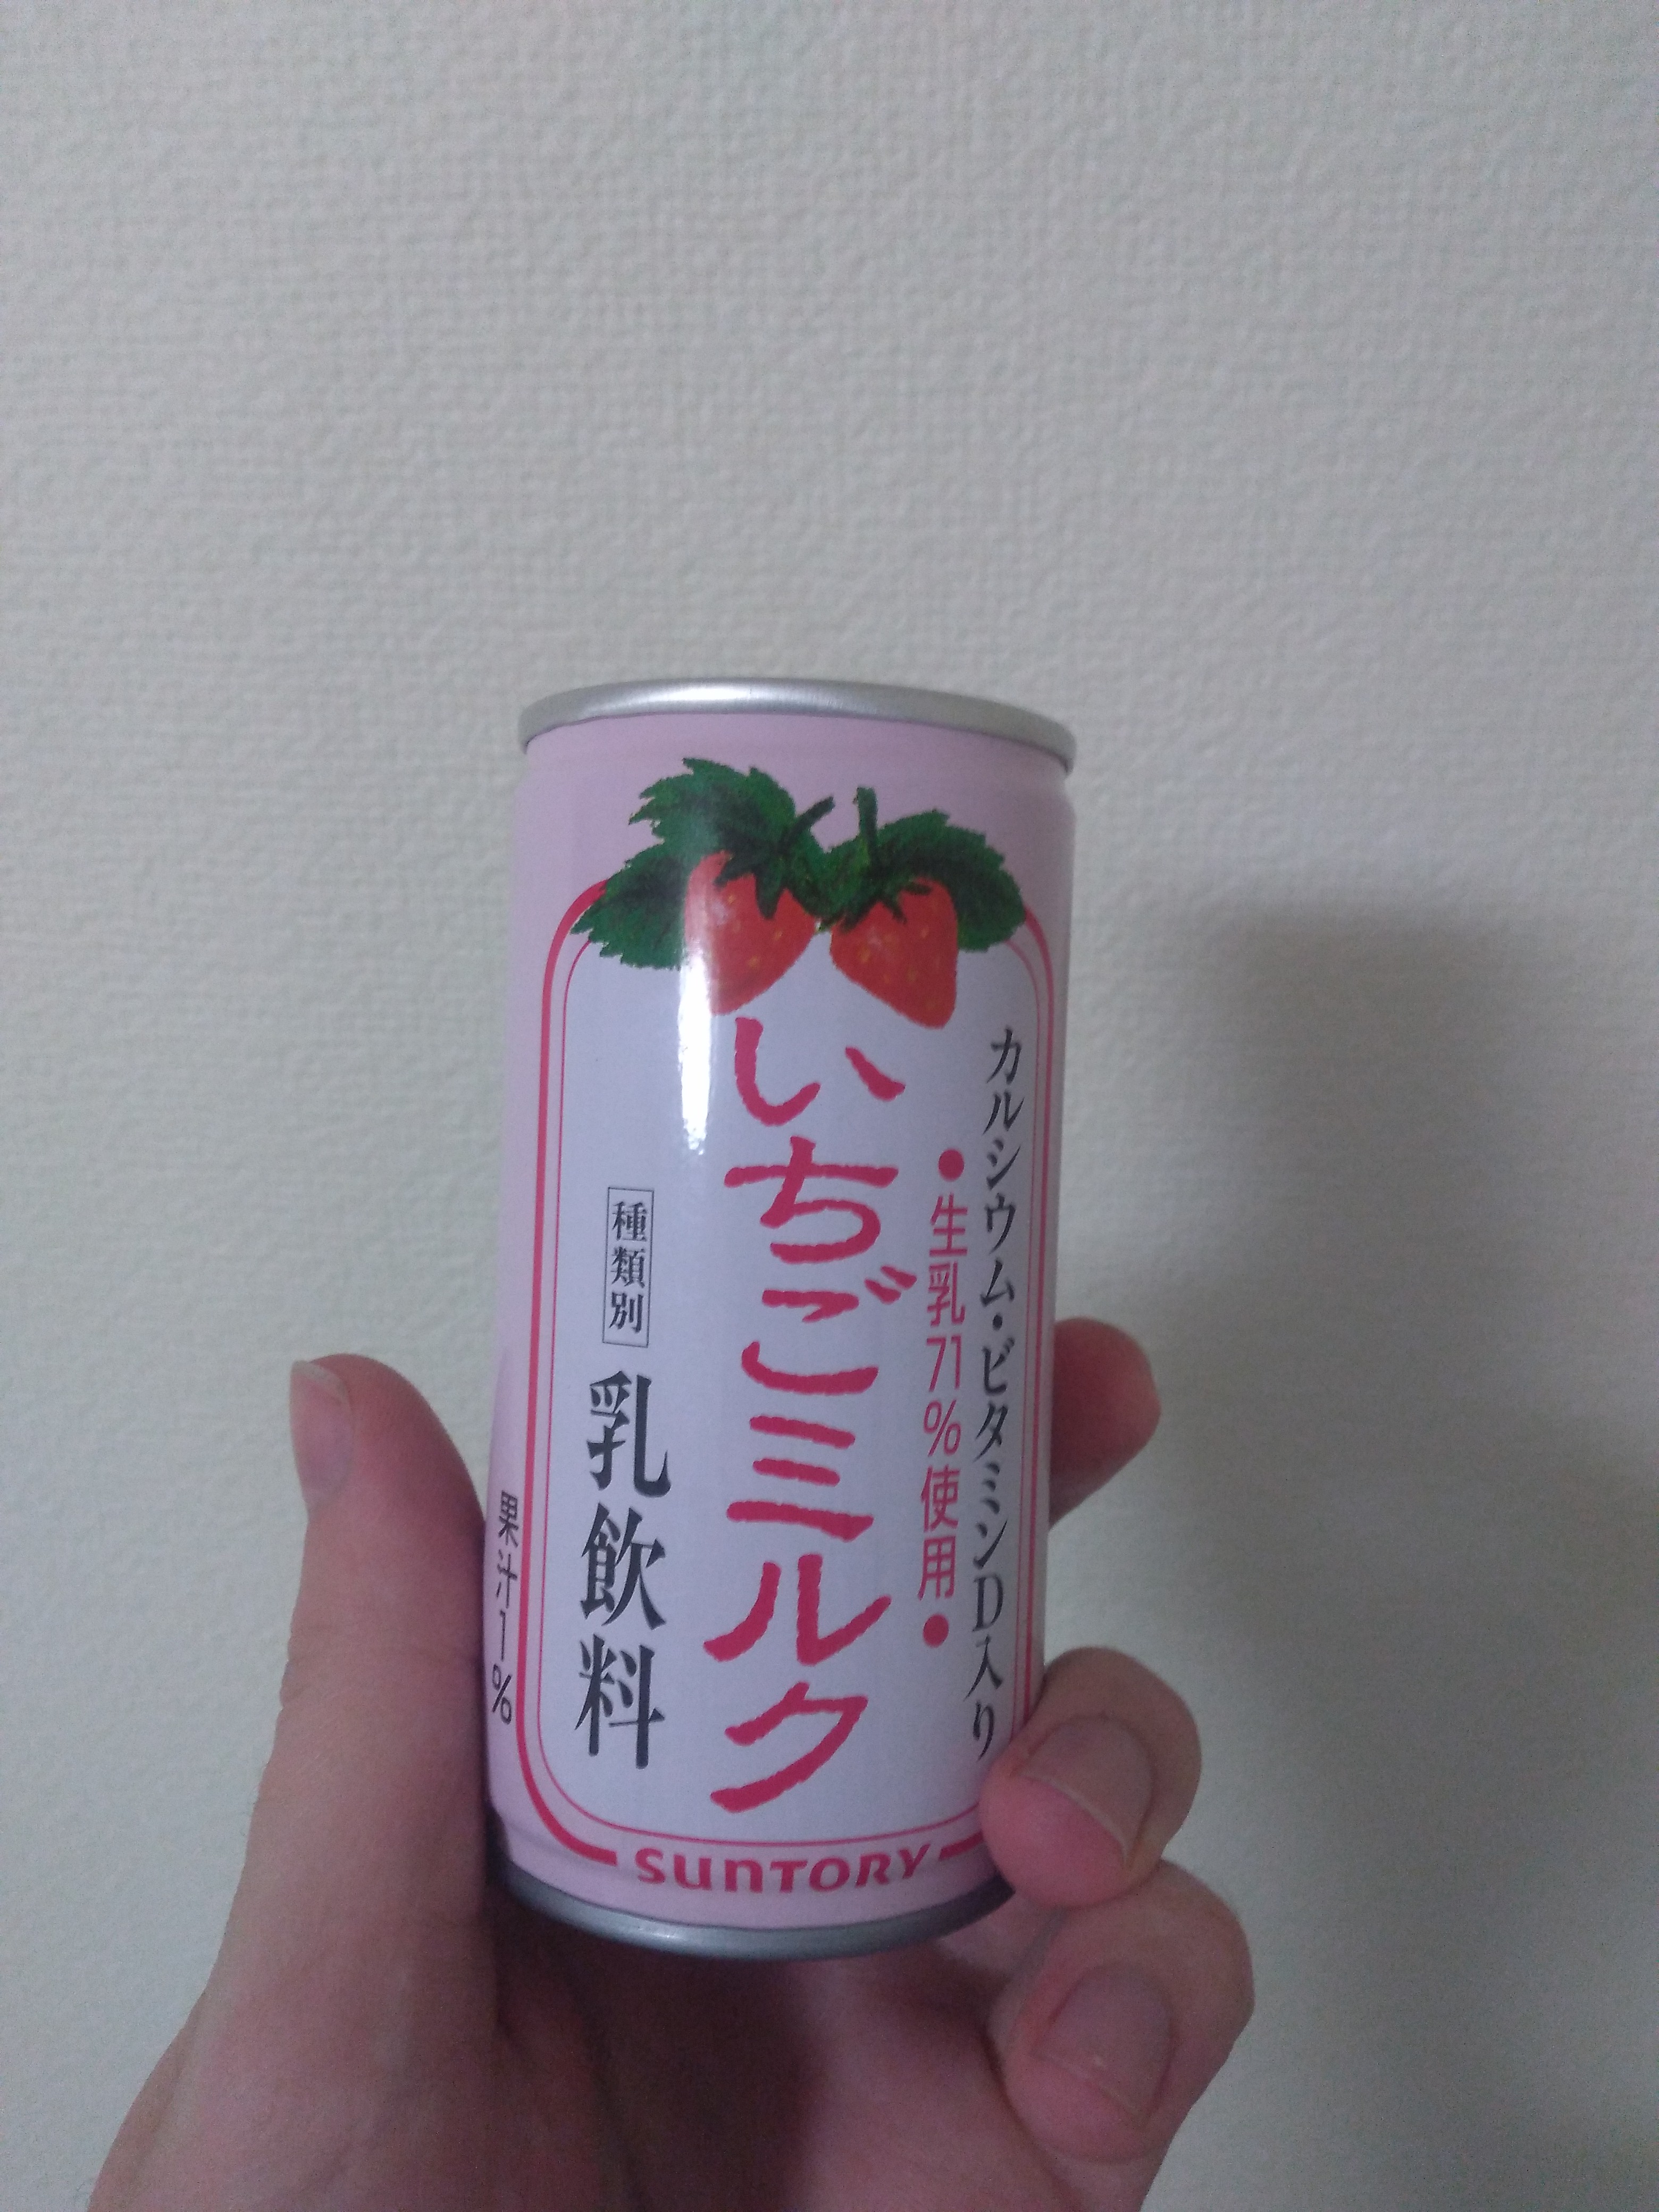 カルシウム・ビタミンD入り
●生乳71%使用●
いちごミルク
種類別
乳飲料
果汁1%
SUNTORY